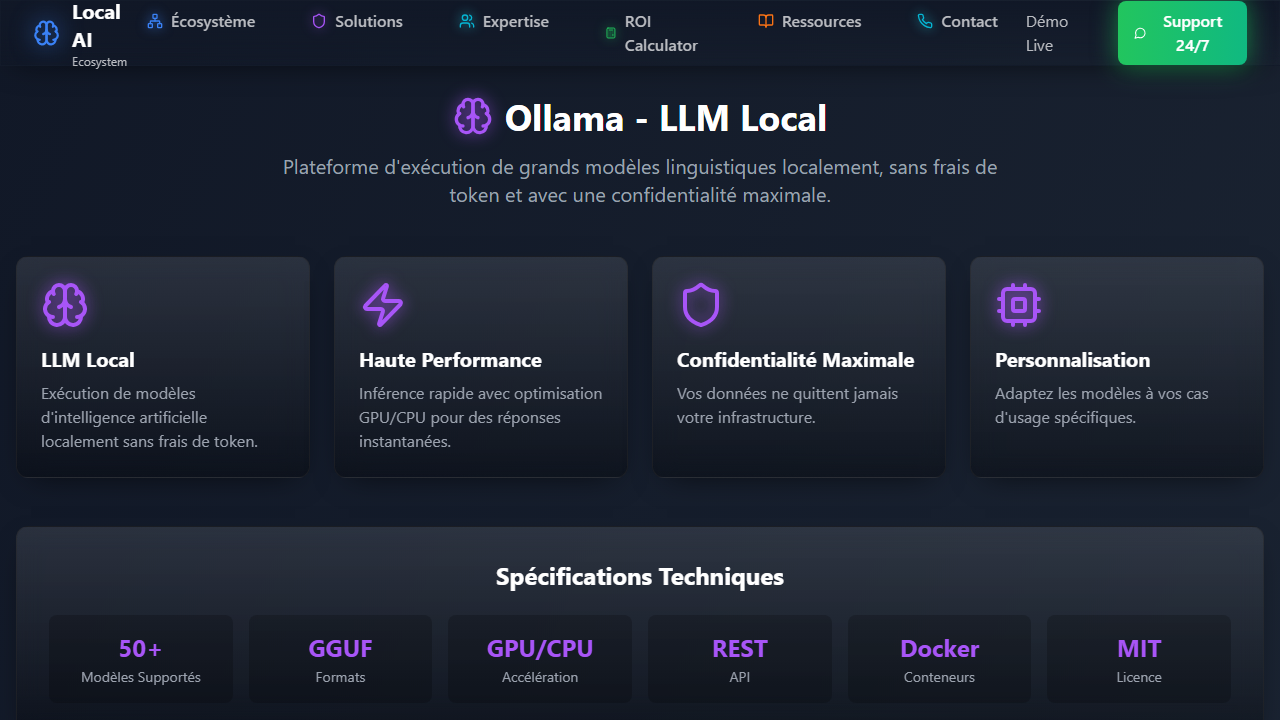 Local
AI
Ecosystem
Écosystème
Solutions
Expertise
ROI
Calculator
Ressources
Contact
Démo
Live
Support
24/7
Ollama - LLM Local
Plateforme d'exécution de grands modèles linguistiques localement, sans frais de
token et avec une confidentialité maximale.
LLM Local
Exécution de modèles
d'intelligence artificielle
localement sans frais de token.
Haute Performance
Inférence rapide avec optimisation
GPU/CPU pour des réponses
instantanées.
Confidentialité Maximale
Vos données ne quittent jamais
votre infrastructure.
Personnalisation
Adaptez les modèles à vos cas
d'usage spécifiques.
Spécifications Techniques
50+
Modèles Supportés
GGUF
Formats
GPU/CPU
Accélération
REST
API
Docker
Conteneurs
MIT
Licence